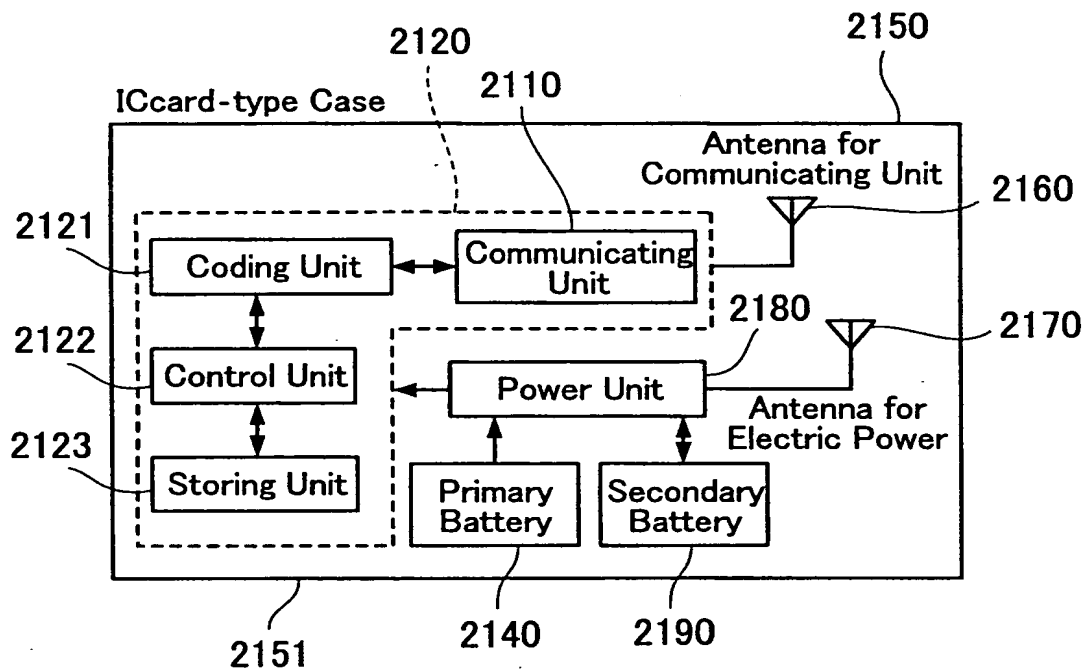 2120
2150
2110
ICcard-type Case
Antenna for
Communicating Unit
2160
2121
Coding Unit
Communicating
Unit
2180
2170
2122
Control Unit
Power Unit
Antenna for
Electric Power
2123
Storing Unit
Primary
Battery
Secondary
Battery
2151
2140
2190